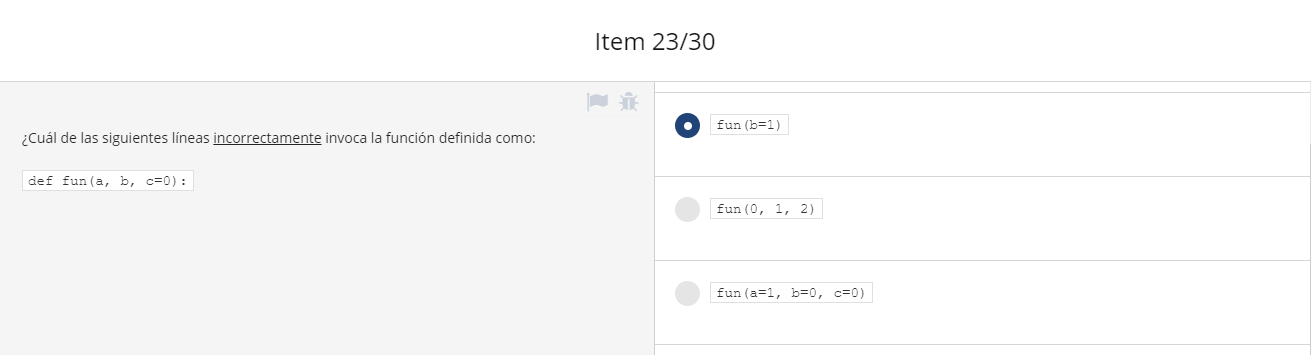 Item 23/30
¿Cuál de las siguientes líneas incorrectamente invoca la función definida como:
def fun(a, b, c=0):
fun(b=1)
fun(0, 1, 2)
fun(a=1, b=0, c=0)